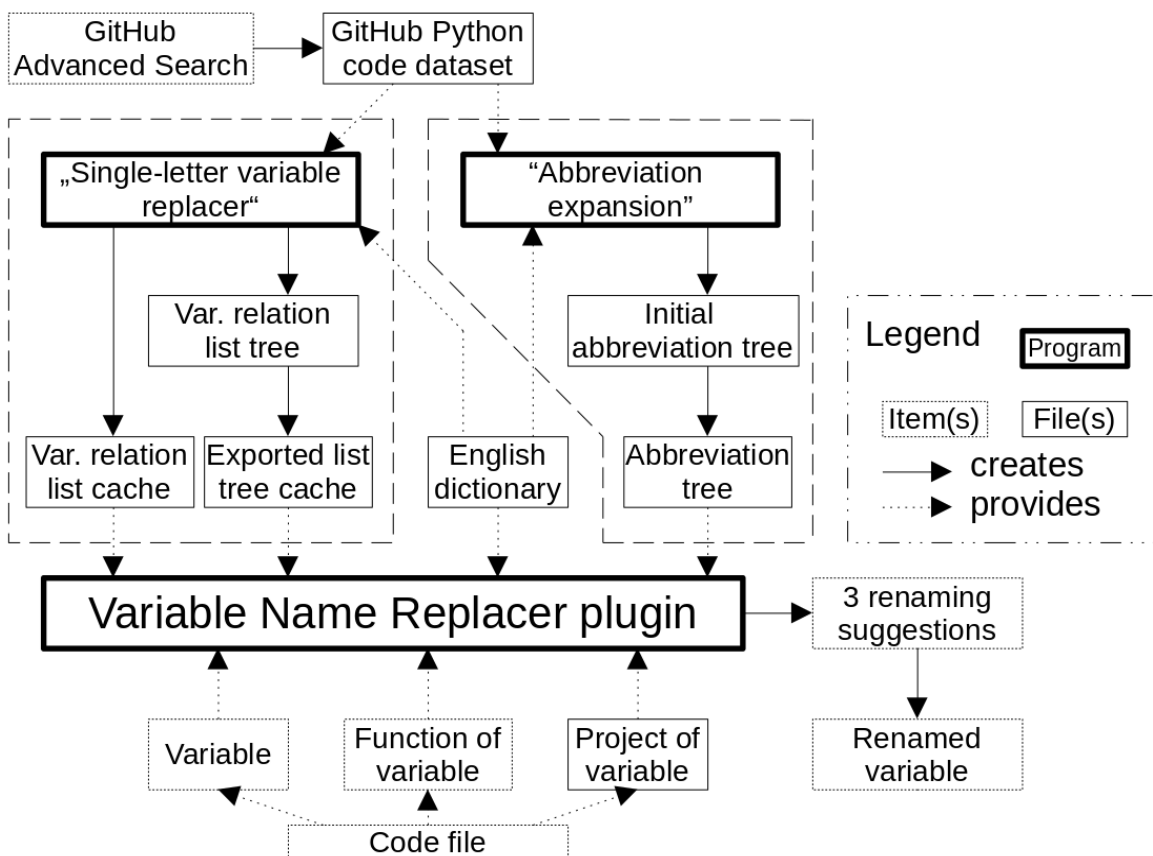 GitHub
Advanced Search
GitHub Python
code dataset
„Single-letter variable
replacer“
“Abbreviation
expansion”
Var. relation
list tree
Initial
abbreviation tree
Legend
Program
Item(s)
File(s)
creates
provides
Var. relation
list cache
Exported list
tree cache
English
dictionary
Abbreviation
tree
Variable Name Replacer plugin
3 renaming
suggestions
Variable
Function of
variable
Project of
variable
Renamed
variable
Code file